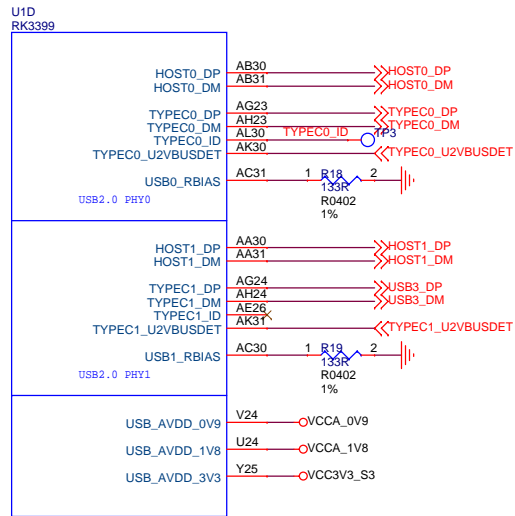 U1D
RK3399
HOST0_DP AB30 HOST0_DP
HOST0_DM AB31 HOST0_DM
TYPEC0_DP AG23 TYPEC0_DP
TYPEC0_DM AH23 TYPEC0_DM
TYPEC0_ID AL30 TYPEC0_ID TP3
TYPEC0_U2VBUSDET AK30 TYPEC0_U2VBUSDET
USB0_RBIAS AC31 1 R18 2
133R
USB2.0 PHY0 R0402
1%
HOST1_DP AA30 HOST1_DP
HOST1_DM AA31 HOST1_DM
TYPEC1_DP AG24 USB3_DP
TYPEC1_DM AH24 USB3_DM
TYPEC1_ID AE26
TYPEC1_U2VBUSDET AK31 TYPEC1_U2VBUSDET
USB1_RBIAS AC30 1 R19 2
133R
USB2.0 PHY1 R0402
1%
USB_AVDD_0V9 V24 VCCA_0V9
USB_AVDD_1V8 U24 VCCA_1V8
USB_AVDD_3V3 Y25 VCC3V3_S3